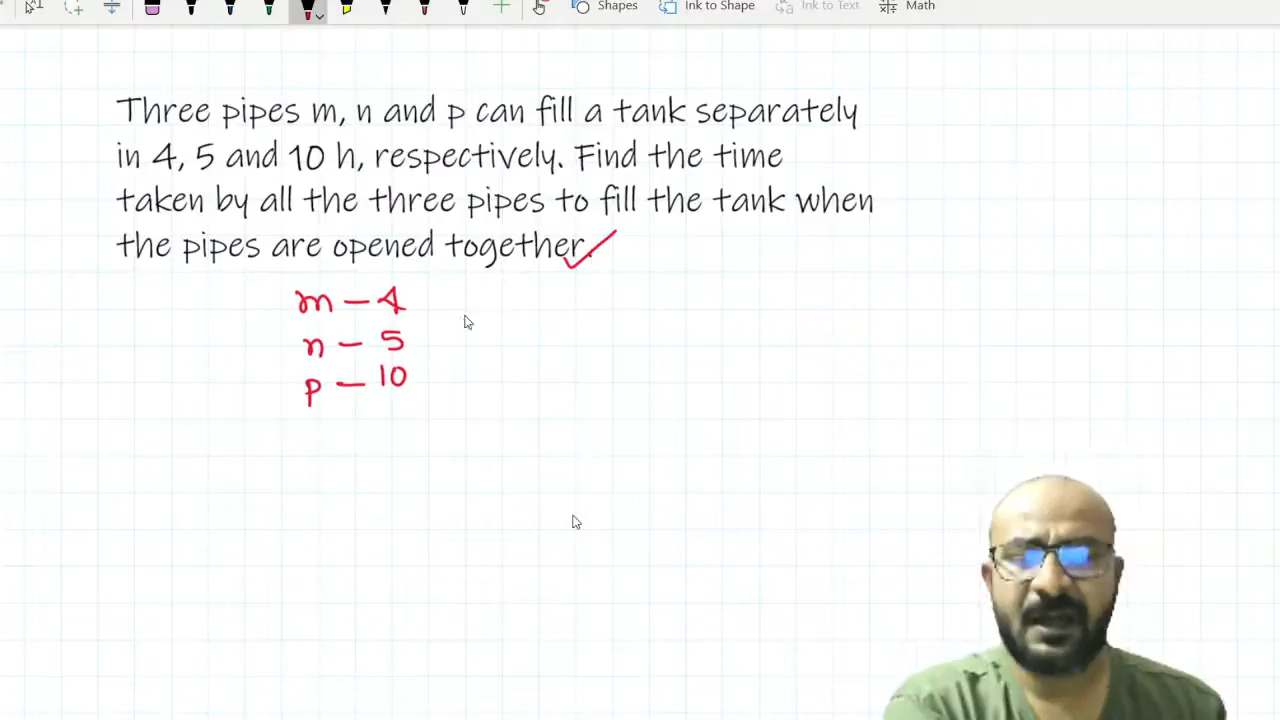 Shapes Ink to Shape Ink to Text Math
Three pipes m, n and p can fill a tank separately
in 4, 5 and 10 h, respectively. Find the time
taken by all the three pipes to fill the tank when
the pipes are opened together.
m – 4
n – 5
p – 10